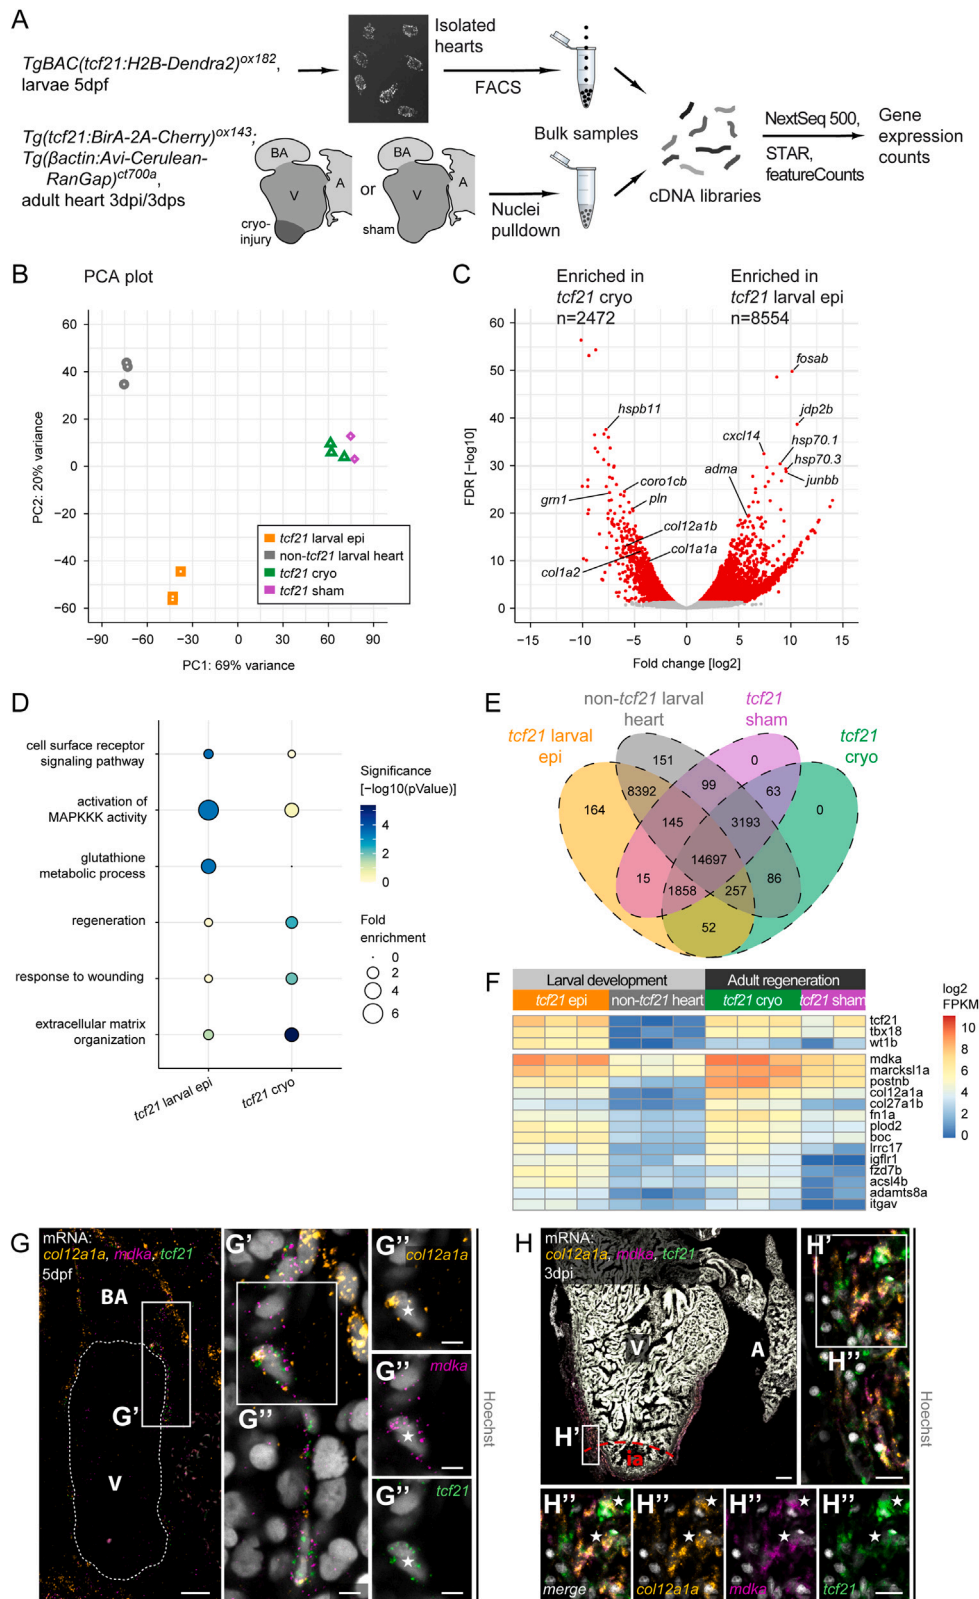 A
TgBAC(tcf21:H2B-Dendra2)ox182,
larvae 5dpf
Isolated
hearts
FACS
Tg(tcf21:BirA-2A-Cherry)ox143;
Tg(βactin:Avi-Cerulean-
RanGap)ct700a,
adult heart 3dpi/3dps
BA
V
A
cryo-
injury
or
BA
V
A
sham
Bulk samples
Nuclei
pulldown
cDNA libraries
NextSeq 500,
STAR,
featureCounts
Gene
expression
counts
B
PCA plot
PC2: 20% variance
60
40
20
0
−20
−40
−60
−90
−60
−30
0
30
60
90
PC1: 69% variance
tcf21 larval epi
non-tcf21 larval heart
tcf21 cryo
tcf21 sham
C
Enriched in
tcf21 cryo
n=2472
Enriched in
tcf21 larval epi
n=8554
FDR [−log10]
60
50
40
30
20
10
0
−15
−10
−5
0
5
10
15
Fold change [log2]
fosab
jdp2b
hspb11
cxcl14
hsp70.1
hsp70.3
adma
junbb
coro1cb
grn1
pln
col12a1b
col1a1a
col1a2
D
cell surface receptor
signaling pathway
activation of
MAPKKK activity
glutathione
metabolic process
regeneration
response to wounding
extracellular matrix
organization
tcf21 larval epi
tcf21 cryo
Significance
[−log10(pValue)]
4
2
0
Fold
enrichment
0
2
4
6
E
non-tcf21 larval
heart
tcf21
sham
tcf21 larval
epi
tcf21
cryo
151
0
8392
99
63
164
145
3193
0
14697
15
1858
257
86
52
F
Larval development
Adult regeneration
tcf21 epi
non-tcf21 heart
tcf21 cryo
tcf21 sham
log2
FPKM
10
8
6
4
2
0
tcf21
tbx18
wt1b
mdka
marcksl1a
postnb
col12a1a
col27a1b
fn1a
plod2
boc
lrrc17
igflr1
fzd7b
acsl4b
adamts8a
itgav
G
mRNA:
col12a1a, mdka, tcf21
5dpf
BA
G'
V
G'
G''
G''
col12a1a
G''
mdka
G''
tcf21
Hoechst
H
mRNA:
col12a1a, mdka, tcf21
3dpi
V
A
H'
ia
H'
H''
Hoechst
H''
merge
H''
col12a1a
H''
mdka
H''
tcf21